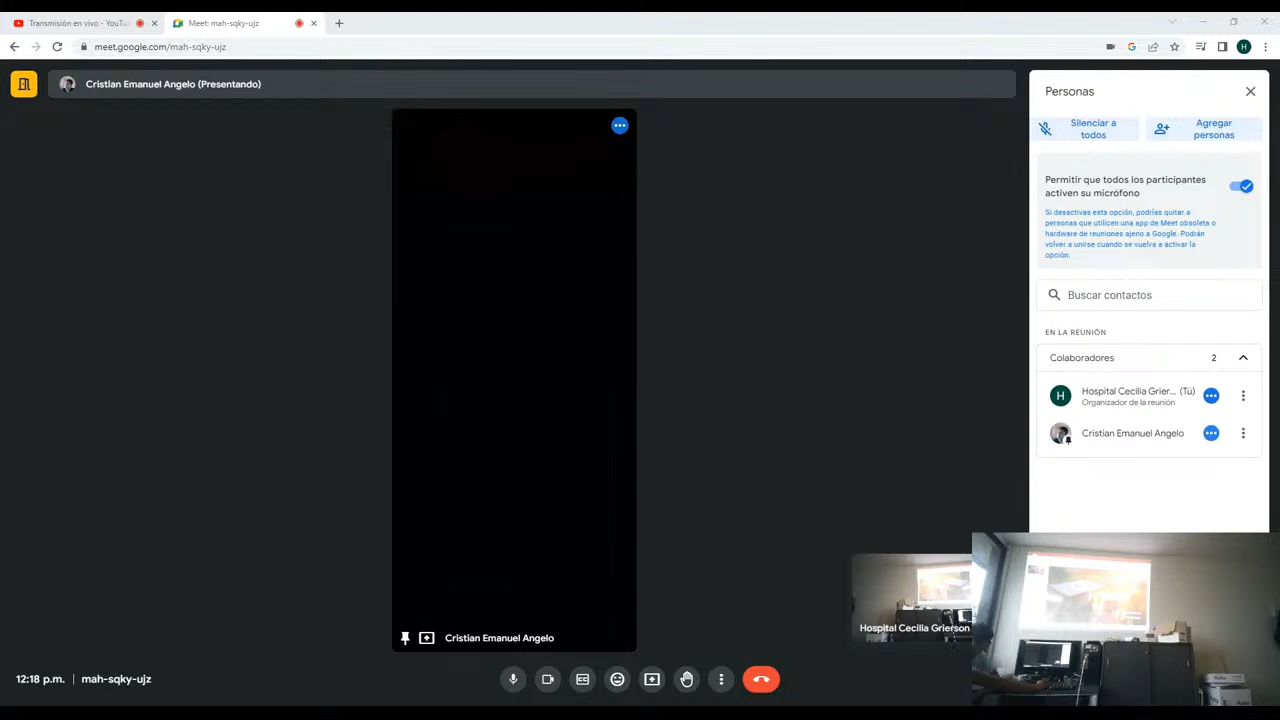 Transmisión en vivo - YouTu
Meet: mah-sqky-ujz
meet.google.com/mah-sqky-ujz
G
H
Cristian Emanuel Angelo (Presentando)
Personas
Silenciar a
todos
Agregar
personas
Permitir que todos los participantes
activen su micrófono
Si desactivas esta opción, podrías quitar a
personas que utilicen una app de Meet obsoleta o
hardware de reuniones ajeno a Google. Podrán
volver a unirse cuando se vuelva a activar la
opción.
Buscar contactos
EN LA REUNIÓN
Colaboradores 2
H
Hospital Cecilia Grier... (Tú)
Organizador de la reunión
Cristian Emanuel Angelo
Hospital Cecilia Grierson
Cristian Emanuel Angelo
12:18 p.m. | mah-sqky-ujz